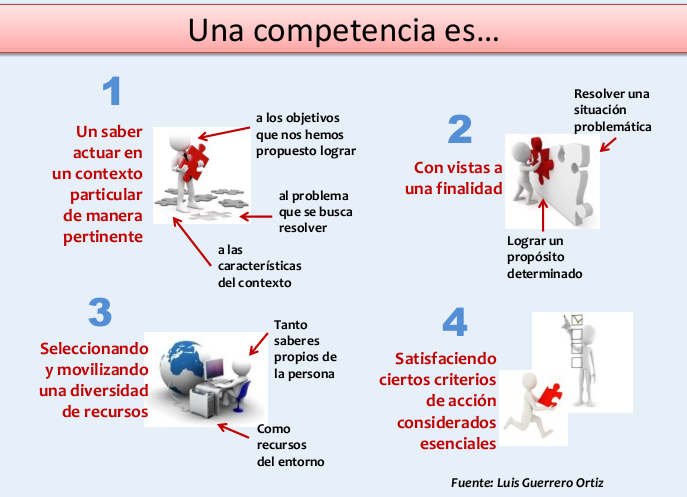 Una competencia es...
1
Un saber
actuar en
un contexto
particular
de manera
pertinente
a los objetivos
que nos hemos
propuesto lograr
al problema
que se busca
resolver
a las
características
del contexto
2
Con vistas a
una finalidad
Resolver una
situación
problemática
Lograr un
propósito
determinado
3
Seleccionando
y movilizando
una diversidad
de recursos
Tanto
saberes
propios de
la persona
Como
recursos
del entorno
4
Satisfaciendo
ciertos criterios
de acción
considerados
esenciales
Fuente: Luis Guerrero Ortiz